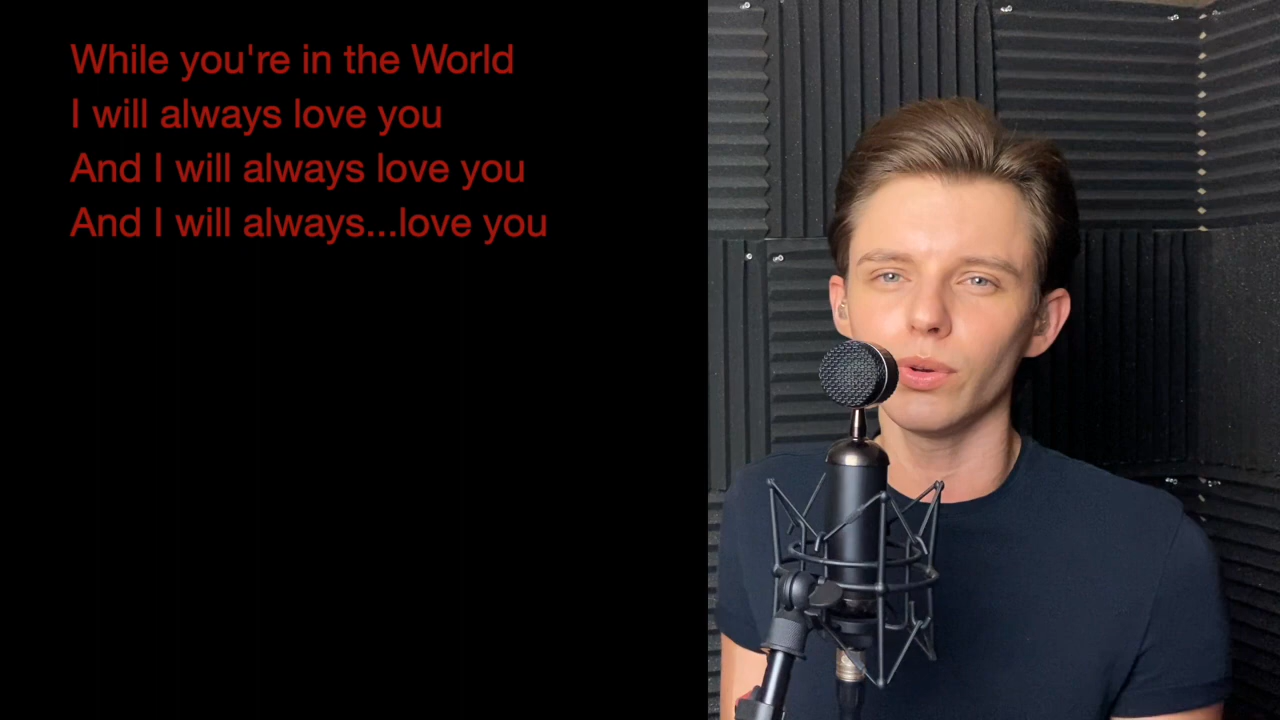 While you're in the World
I will always love you
And I will always love you
And I will always...love you